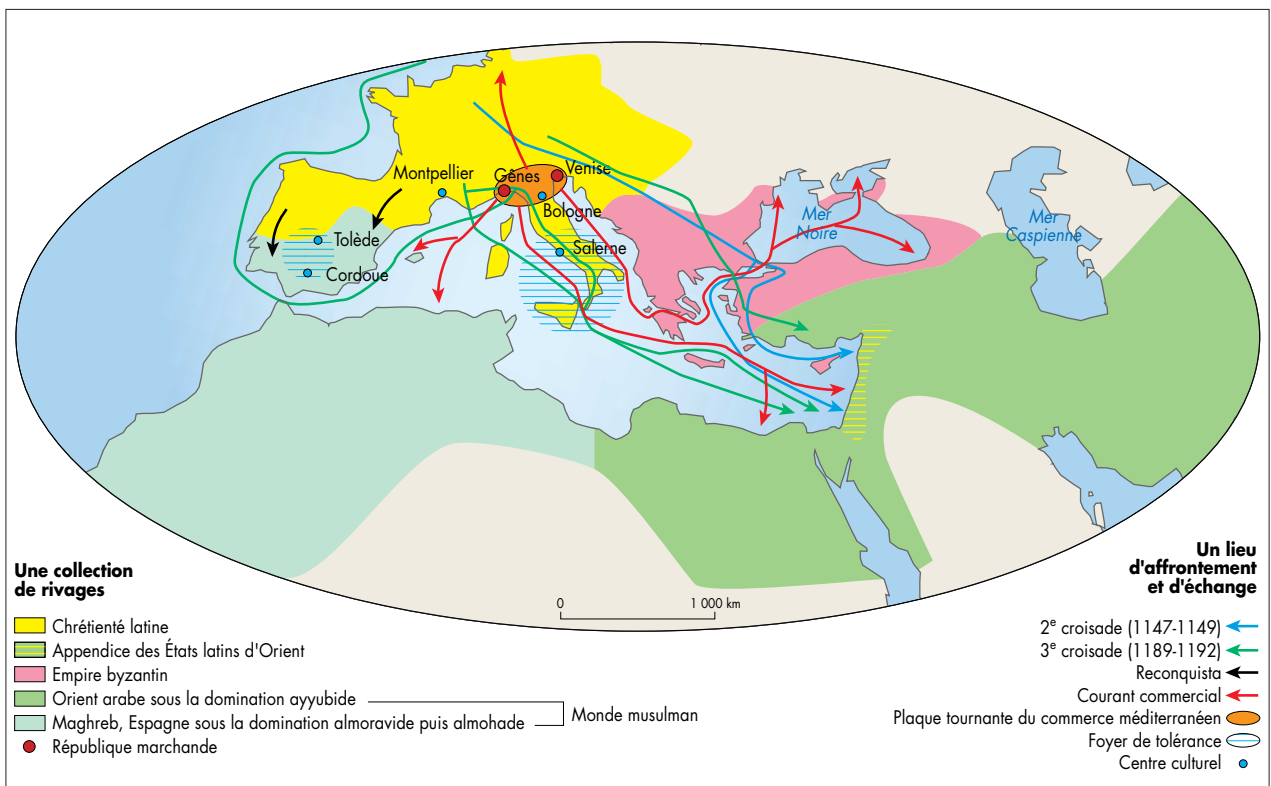 Montpellier
Gênes
Venise
Bologne
Tolède
Cordoue
Salerne
Mer
Noire
Mer
Caspienne
0 1 000 km
Une collection
de rivages
Chrétienté latine
Appendice des États latins d'Orient
Empire byzantin
Orient arabe sous la domination ayyubide
Maghreb, Espagne sous la domination almoravide puis almohade
Monde musulman
République marchande
Un lieu
d'affrontement
et d'échange
2e croisade (1147-1149)
3e croisade (1189-1192)
Reconquista
Courant commercial
Plaque tournante du commerce méditerranéen
Foyer de tolérance
Centre culturel